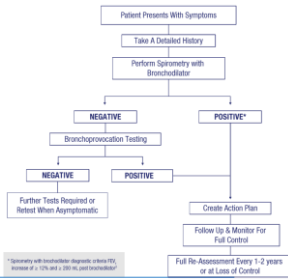 Patient Presents With Symptoms
Take A Detailed History
Perform Spirometry with
Bronchodilator
NEGATIVE
POSITIVE*
Bronchoprovocation Testing
NEGATIVE
POSITIVE
Further Tests Required or
Retest When Asymptomatic
Create Action Plan
Follow Up & Monitor For
Full Control
Full Re-Assessment Every 1-2 years
or at Loss of Control
* Spirometry with bronchodilator diagnostic criteria FEV₁
increase of ≥ 12% and ≥ 200 mL post bronchodilator